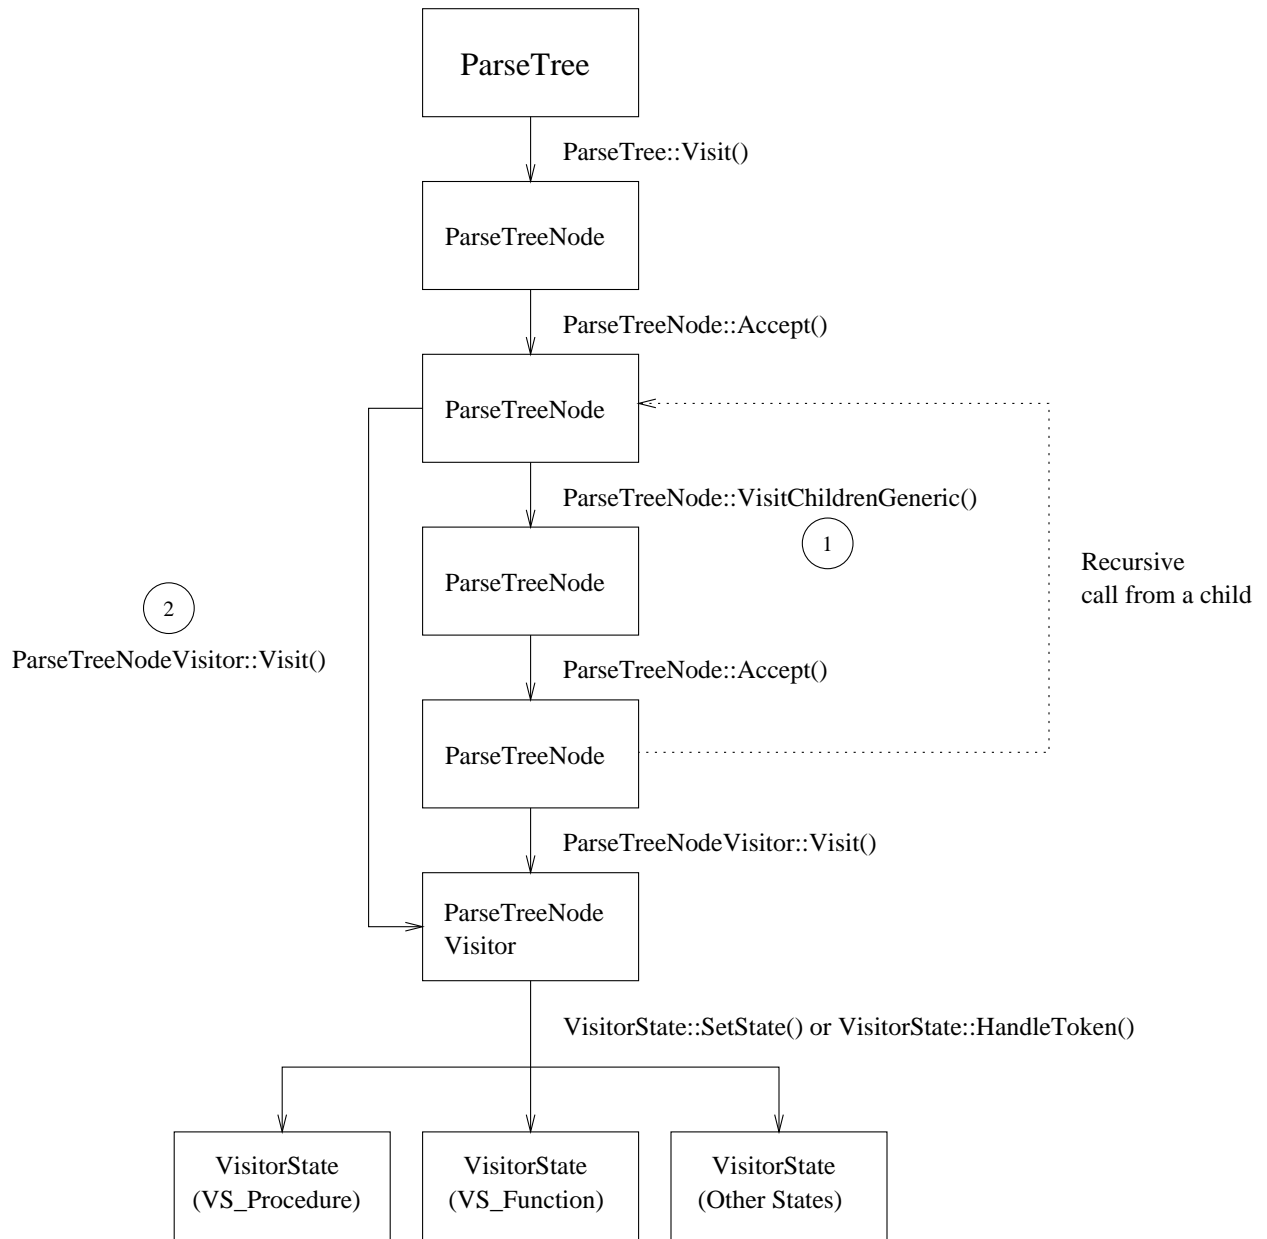 ParseTree
ParseTree::Visit()
ParseTreeNode
ParseTreeNode::Accept()
ParseTreeNode
ParseTreeNode::VisitChildrenGeneric()
1
ParseTreeNode
Recursive
call from a child
2
ParseTreeNodeVisitor::Visit()
ParseTreeNode::Accept()
ParseTreeNode
ParseTreeNodeVisitor::Visit()
ParseTreeNode
Visitor
VisitorState::SetState() or VisitorState::HandleToken()
VisitorState
(VS_Procedure)
VisitorState
(VS_Function)
VisitorState
(Other States)